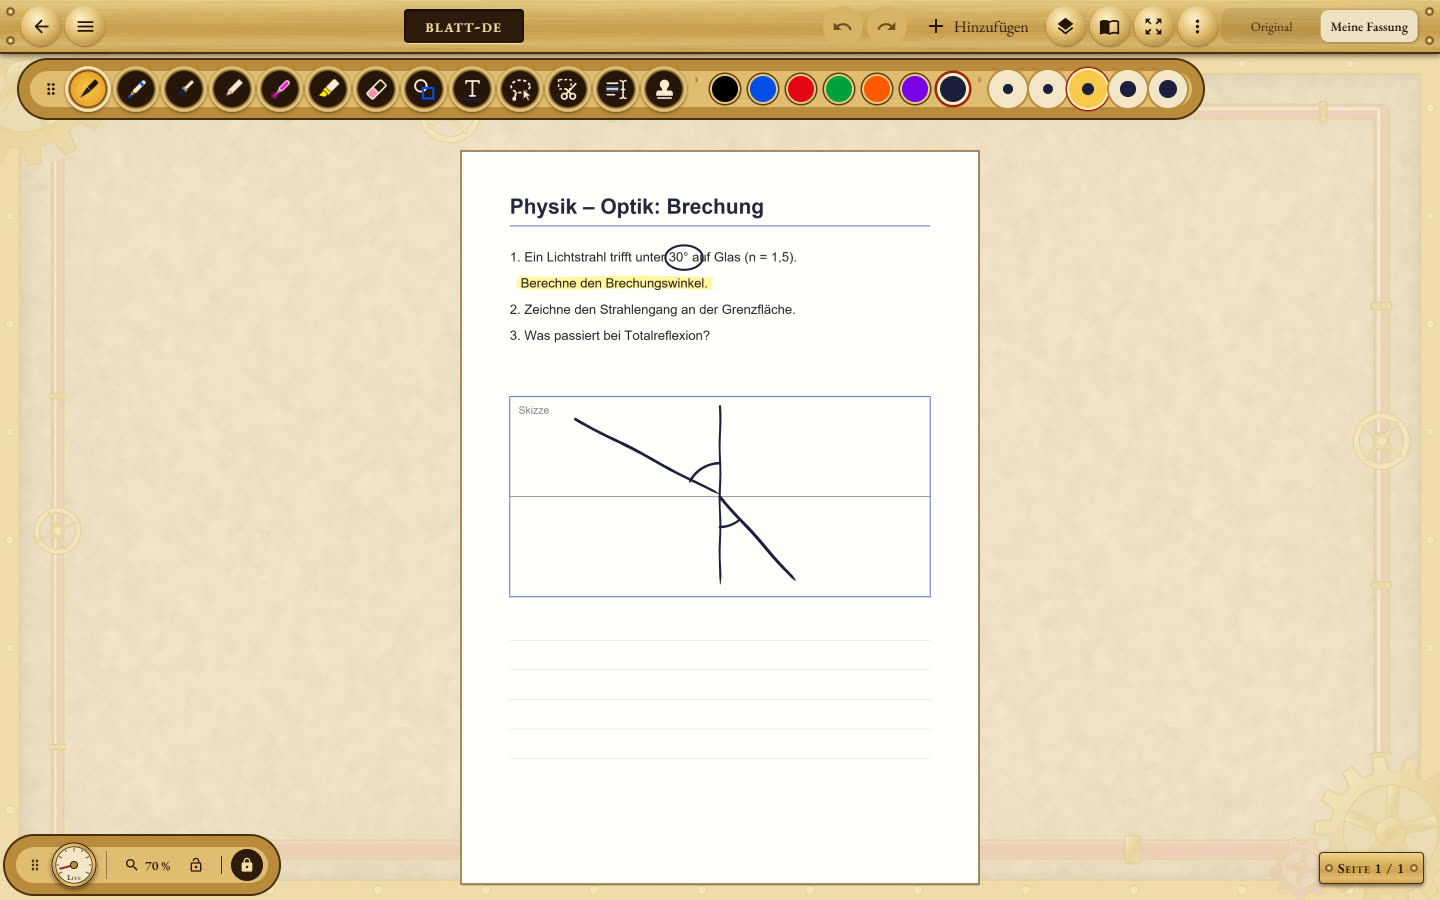 BLATT-DE
Hinzufügen
Original
Meine Fassung
Physik – Optik: Brechung
1. Ein Lichtstrahl trifft unter 30° auf Glas (n = 1,5).
Berechne den Brechungswinkel.
2. Zeichne den Strahlengang an der Grenzfläche.
3. Was passiert bei Totalreflexion?
Skizze
LIVE
70 %
SEITE 1 / 1